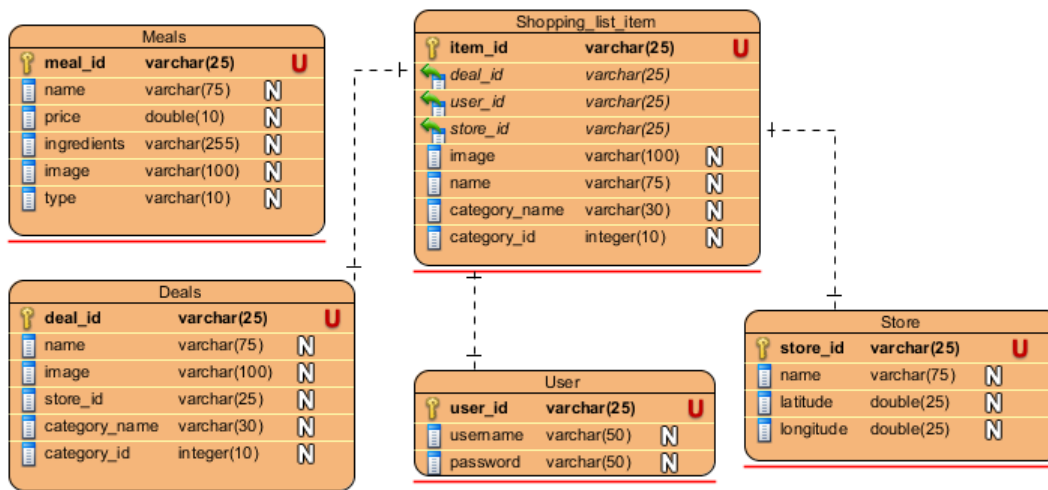 Meals
meal_id varchar(25) U
name varchar(75) N
price double(10) N
ingredients varchar(255) N
image varchar(100) N
type varchar(10) N
Shopping_list_item
item_id varchar(25) U
deal_id varchar(25)
user_id varchar(25)
store_id varchar(25)
image varchar(100) N
name varchar(75) N
category_name varchar(30) N
category_id integer(10) N
Deals
deal_id varchar(25) U
name varchar(75) N
image varchar(100) N
store_id varchar(25) N
category_name varchar(30) N
category_id integer(10) N
User
user_id varchar(25) U
username varchar(50) N
password varchar(50) N
Store
store_id varchar(25) U
name varchar(75) N
latitude double(25) N
longitude double(25) N